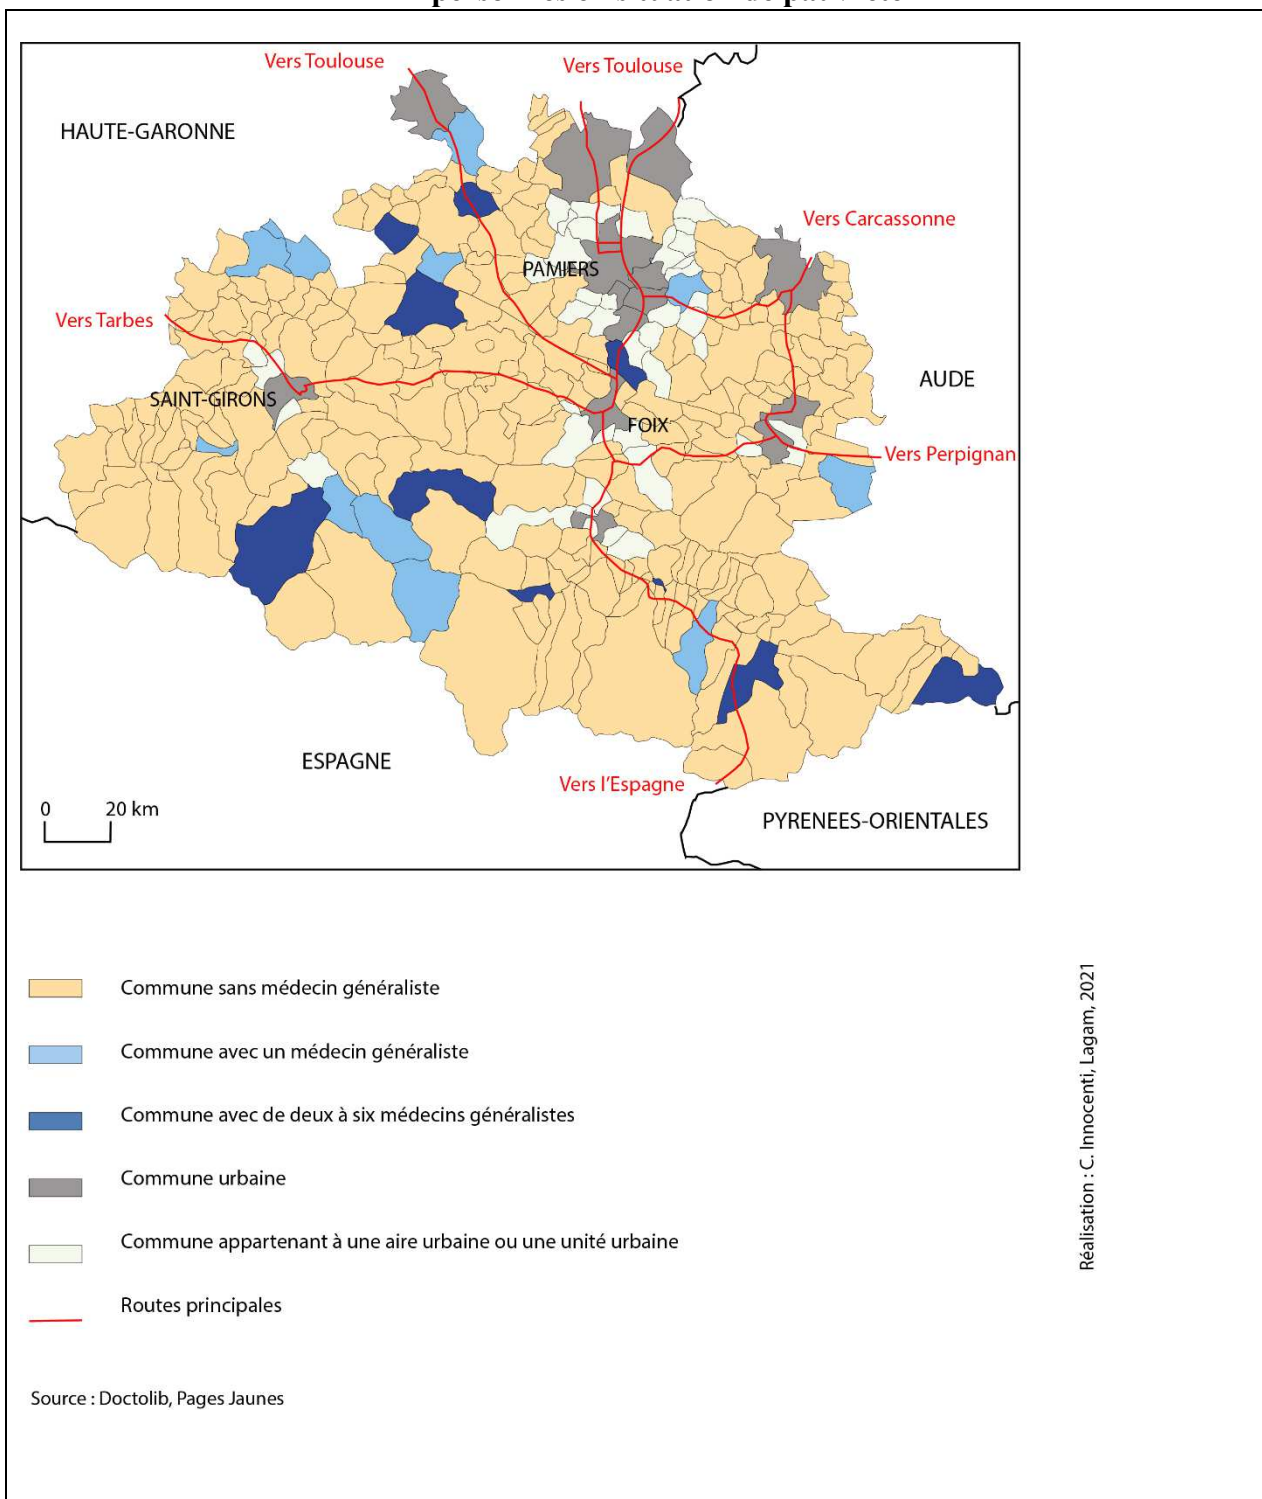 Vers Toulouse
Vers Toulouse
HAUTE-GARONNE
Vers Carcassonne
PAMIERS
Vers Tarbes
AUDE
SAINT-GIRONS
FOIX
Vers Perpignan
ESPAGNE
Vers l'Espagne
0 20 km
PYRENEES-ORIENTALES
Commune sans médecin généraliste
Commune avec un médecin généraliste
Commune avec de deux à six médecins généralistes
Commune urbaine
Commune appartenant à une aire urbaine ou une unité urbaine
Routes principales
Source : Doctolib, Pages Jaunes
Réalisation : C. Innocenti, Lagam, 2021